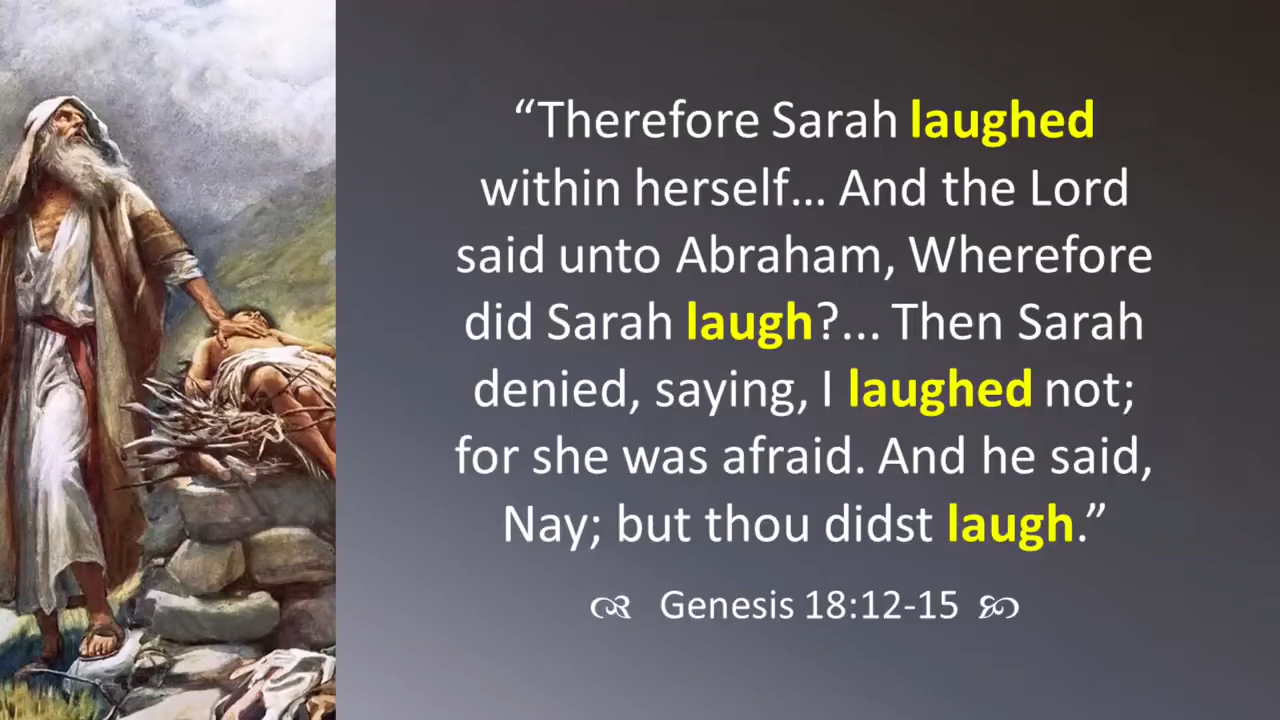 “Therefore Sarah laughed
within herself... And the Lord
said unto Abraham, Wherefore
did Sarah laugh?... Then Sarah
denied, saying, I laughed not;
for she was afraid. And he said,
Nay; but thou didst laugh.”
Genesis 18:12-15